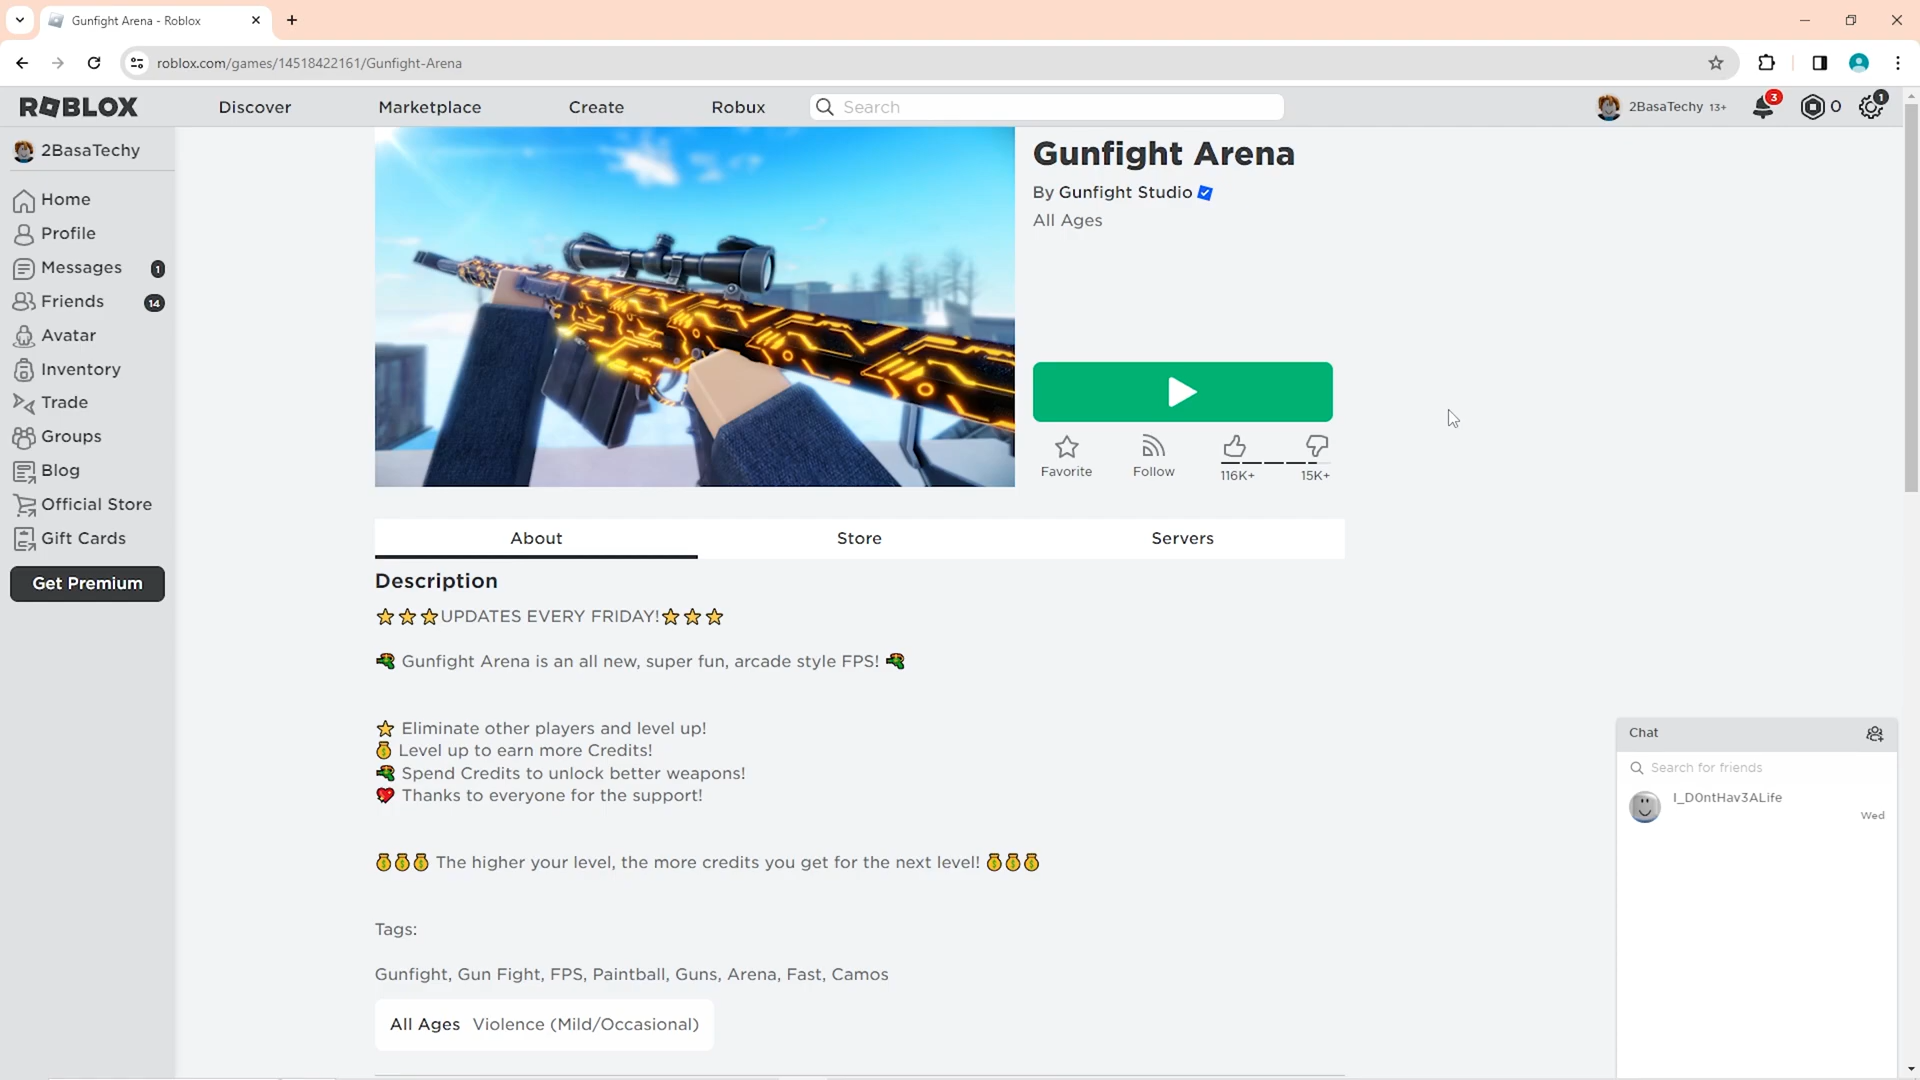 Gunfight Arena - Roblox
roblox.com/games/14518422161/Gunfight-Arena
ROBLOX
Discover
Marketplace
Create
Robux
Search
2BasaTechy 13+
3
0
1
2BasaTechy
Home
Profile
Messages 1
Friends 14
Avatar
Inventory
Trade
Groups
Blog
Official Store
Gift Cards
Get Premium
Gunfight Arena
By Gunfight Studio
All Ages
Favorite
Follow
116K+
15K+
About
Store
Servers
Description
⭐⭐⭐UPDATES EVERY FRIDAY!⭐⭐⭐
🔫 Gunfight Arena is an all new, super fun, arcade style FPS! 🔫
⭐ Eliminate other players and level up!
💰 Level up to earn more Credits!
🔫 Spend Credits to unlock better weapons!
💖 Thanks to everyone for the support!
💰💰💰 The higher your level, the more credits you get for the next level! 💰💰💰
Tags:
Gunfight, Gun Fight, FPS, Paintball, Guns, Arena, Fast, Camos
All Ages Violence (Mild/Occasional)
Chat
Search for friends
I_D0ntHav3ALife
Wed